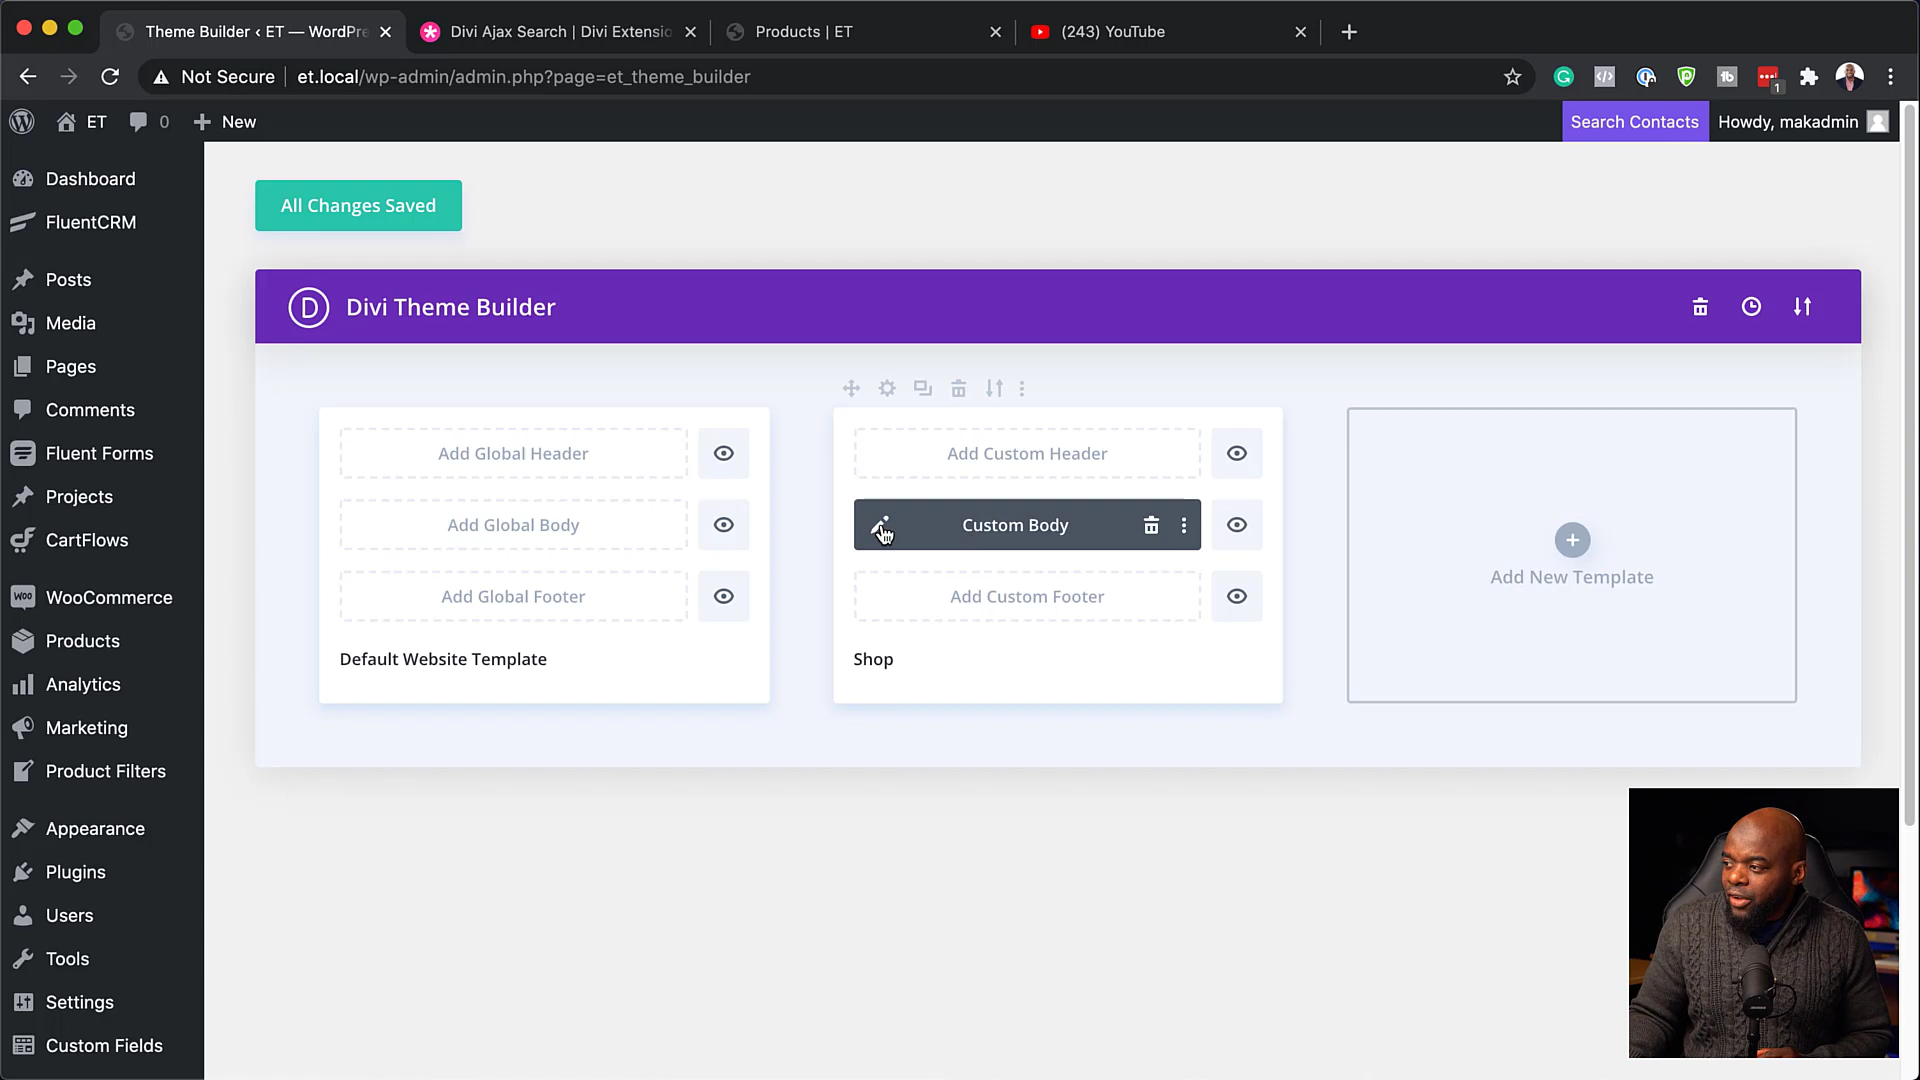 Theme Builder ‹ ET — WordPre
Divi Ajax Search | Divi Extensio
Products | ET
(243) YouTube
Not Secure
et.local/wp-admin/admin.php?page=et_theme_builder
1
ET
0
New
Search Contacts
Howdy, makadmin
Dashboard
FluentCRM
Posts
Media
Pages
Comments
Fluent Forms
Projects
CartFlows
WooCommerce
Products
Analytics
Marketing
Product Filters
Appearance
Plugins
Users
Tools
Settings
Custom Fields
All Changes Saved
D
Divi Theme Builder
Add Global Header
Add Global Body
Add Global Footer
Default Website Template
Add Custom Header
Custom Body
Add Custom Footer
Shop
Add New Template